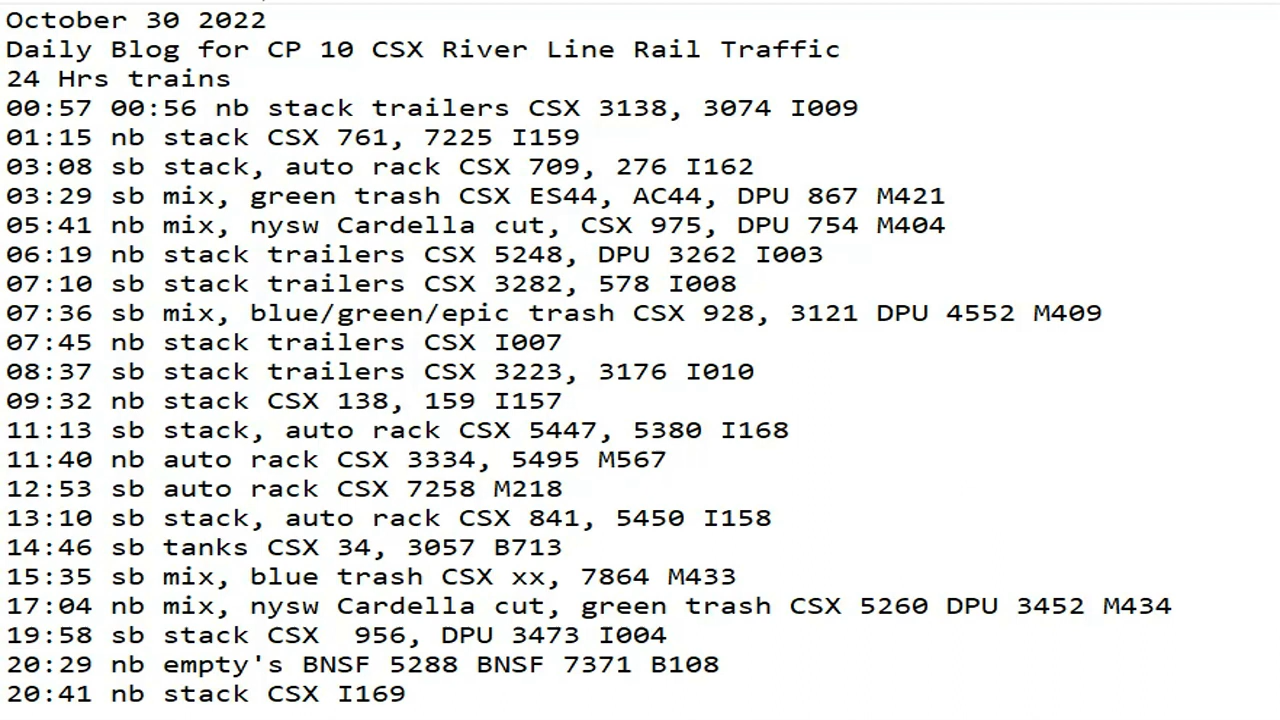 October 30 2022
Daily Blog for CP 10 CSX River Line Rail Traffic
24 Hrs trains
00:57 00:56 nb stack trailers CSX 3138, 3074 I009
01:15 nb stack CSX 761, 7225 I159
03:08 sb stack, auto rack CSX 709, 276 I162
03:29 sb mix, green trash CSX ES44, AC44, DPU 867 M421
05:41 nb mix, nysw Cardella cut, CSX 975, DPU 754 M404
06:19 nb stack trailers CSX 5248, DPU 3262 I003
07:10 sb stack trailers CSX 3282, 578 I008
07:36 sb mix, blue/green/epic trash CSX 928, 3121 DPU 4552 M409
07:45 nb stack trailers CSX I007
08:37 sb stack trailers CSX 3223, 3176 I010
09:32 nb stack CSX 138, 159 I157
11:13 sb stack, auto rack CSX 5447, 5380 I168
11:40 nb auto rack CSX 3334, 5495 M567
12:53 sb auto rack CSX 7258 M218
13:10 sb stack, auto rack CSX 841, 5450 I158
14:46 sb tanks CSX 34, 3057 B713
15:35 sb mix, blue trash CSX xx, 7864 M433
17:04 nb mix, nysw Cardella cut, green trash CSX 5260 DPU 3452 M434
19:58 sb stack CSX  956, DPU 3473 I004
20:29 nb empty's BNSF 5288 BNSF 7371 B108
20:41 nb stack CSX I169